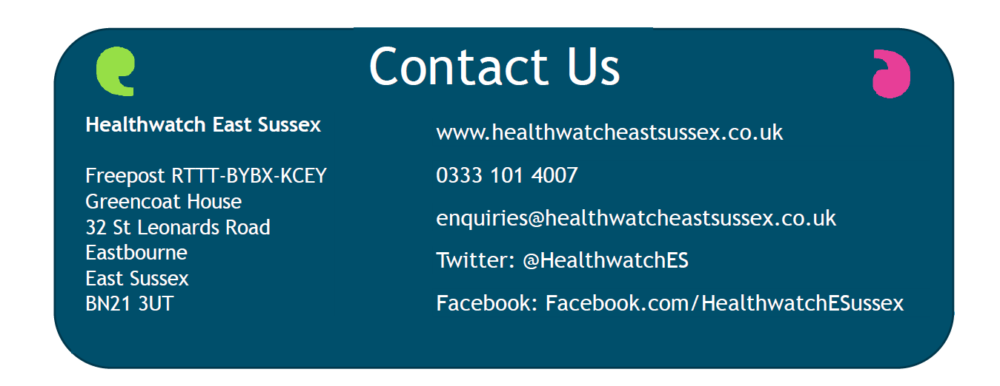 Contact Us
Healthwatch East Sussex
Freepost RTTT-BYBX-KCEY
Greencoat House
32 St Leonards Road
Eastbourne
East Sussex
BN21 3UT
www.healthwatcheastsussex.co.uk
0333 101 4007
enquiries@healthwatcheastsussex.co.uk
Twitter: @HealthwatchES
Facebook: Facebook.com/HealthwatchESussex